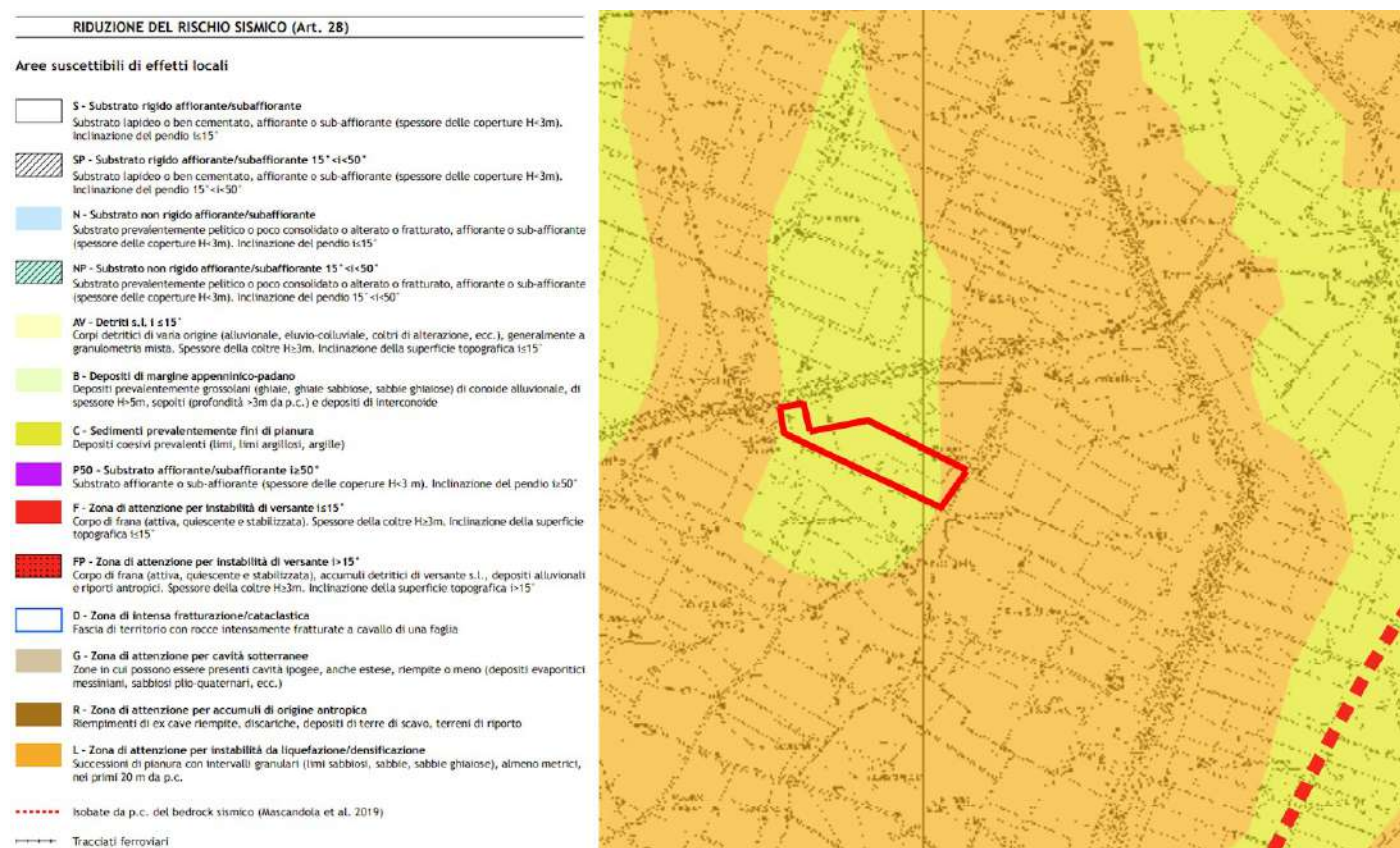 RIDUZIONE DEL RISCHIO SISMICO (Art. 28)
Aree suscettibili di effetti locali
S - Substrato rigido affiorante/subaffiorante
Substrato lapideo o ben cementato, affiorante o sub-affiorante (spessore delle coperture H<3m).
Inclinazione del pendio i≤15°
SP - Substrato rigido affiorante/subaffiorante 15°<i<50°
Substrato lapideo o ben cementato, affiorante o sub-affiorante (spessore delle coperture H<3m).
Inclinazione del pendio 15°<i<50°
N - Substrato non rigido affiorante/subaffiorante
Substrato prevalentemente pelitico o poco consolidato o alterato o fratturato, affiorante o sub-affiorante
(spessore delle coperture H<3m). Inclinazione del pendio i≤15°
NP - Substrato non rigido affiorante/subaffiorante 15°<i<50°
Substrato prevalentemente pelitico o poco consolidato o alterato o fratturato, affiorante o sub-affiorante
(spessore delle coperture H<3m). Inclinazione del pendio 15°<i<50°
AV - Detriti s.l. i ≤15°
Corpi detritici di varia origine (alluvionale, eluvio-colluviale, coltri di alterazione, ecc.), generalmente a
granulometria mista. Spessore della coltre H≥3m. Inclinazione della superficie topografica i≤15°
B - Depositi di margine appenninico-padano
Depositi prevalentemente grossolani (ghiaie, ghiaie sabbiose, sabbie ghiaiose) di conoide alluvionale, di
spessore H>5m, sepolti (profondità >3m da p.c.) e depositi di interconoide
C - Sedimenti prevalentemente fini di pianura
Depositi coesivi prevalenti (limi, limi argillosi, argille)
P50 - Substrato affiorante/subaffiorante i≥50°
Substrato affiorante o sub-affiorante (spessore delle coperure H<3 m). Inclinazione del pendio i≥50°
F - Zona di attenzione per instabilità di versante i≤15°
Corpo di frana (attiva, quiescente e stabilizzata). Spessore della coltre H≥3m. Inclinazione della superficie
topografica i≤15°
FP - Zona di attenzione per instabilità di versante i>15°
Corpo di frana (attiva, quiescente e stabilizzata), accumuli detritici di versante s.l., depositi alluvionali
e riporti antropici. Spessore della coltre H≥3m. Inclinazione della superficie topografica i>15°
D - Zona di intensa fratturazione/cataclastica
Fascia di territorio con rocce intensamente fratturate a cavallo di una faglia
G - Zona di attenzione per cavità sotterranee
Zone in cui possono essere presenti cavità ipogee, anche estese, riempite o meno (depositi evaporitici
messiniani, sabbiosi plio-quaternari, ecc.)
R - Zona di attenzione per accumuli di origine antropica
Riempimenti di ex cave riempite, discariche, depositi di terre di scavo, terreni di riporto
L - Zona di attenzione per instabilità da liquefazione/densificazione
Successioni di pianura con intervalli granulari (limi sabbiosi, sabbie, sabbie ghiaiose), almeno metrici,
nei primi 20 m da p.c.
Isobate da p.c. del bedrock sismico (Mascandola et al. 2019)
Tracciati ferroviari